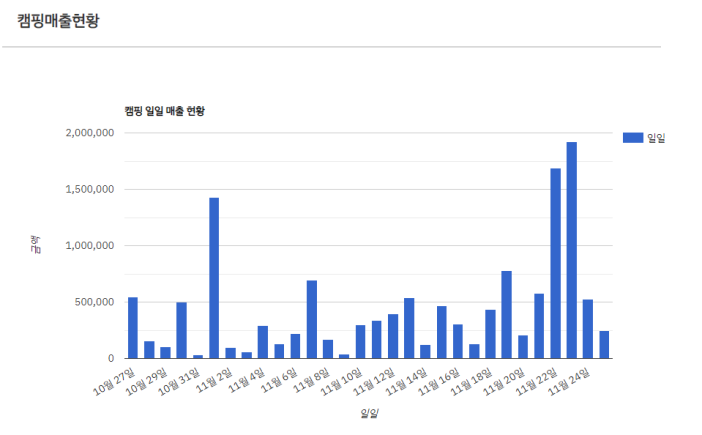 캠핑매출현황
캠핑 일일 매출 현황
일일
금액
2,000,000
1,500,000
1,000,000
500,000
0
10월 27일
10월 29일
10월 31일
11월 2일
11월 4일
11월 6일
11월 8일
11월 10일
11월 12일
11월 14일
11월 16일
11월 18일
11월 20일
11월 22일
11월 24일
일일